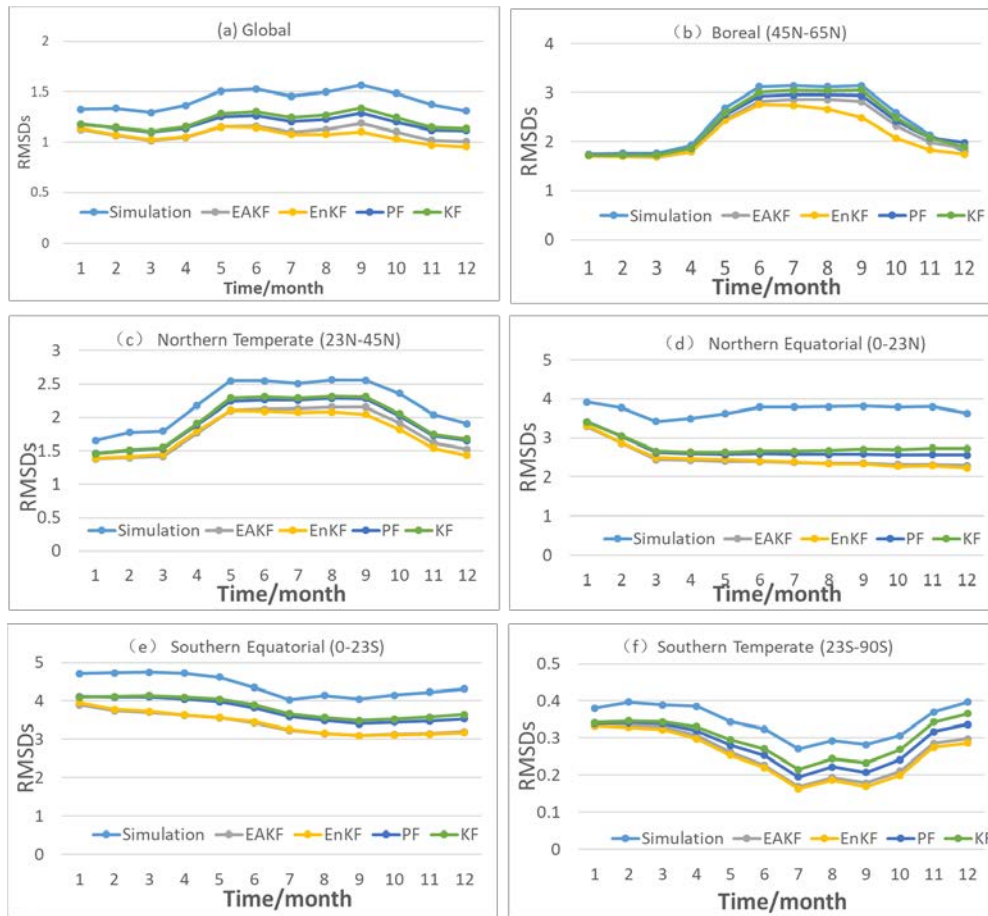 (a) Global
2
1.5
1
0.5
0
RMSDs
Simulation EAKF EnKF PF KF
1 2 3 4 5 6 7 8 9 10 11 12
Time/month
（b） Boreal (45N-65N)
4
3
2
1
0
RMSDs
Simulation EAKF EnKF PF KF
1 2 3 4 5 6 7 8 9 10 11 12
Time/month
（c） Northern Temperate (23N-45N)
3
2.5
2
1.5
1
0.5
0
RMSDs
Simulation EAKF EnKF PF KF
1 2 3 4 5 6 7 8 9 10 11 12
Time/month
（d） Northern Equatorial (0-23N)
5
4
3
2
1
0
RMSDs
Simulation EAKF EnKF PF KF
1 2 3 4 5 6 7 8 9 10 11 12
Time/month
（e） Southern Equatorial (0-23S)
5
4
3
2
1
0
RMSDs
Simulation EAKF EnKF PF KF
1 2 3 4 5 6 7 8 9 10 11 12
Time/month
（f） Southern Temperate (23S-90S)
0.5
0.4
0.3
0.2
0.1
0
RMSDs
Simulation EAKF EnKF PF KF
1 2 3 4 5 6 7 8 9 10 11 12
Time/month